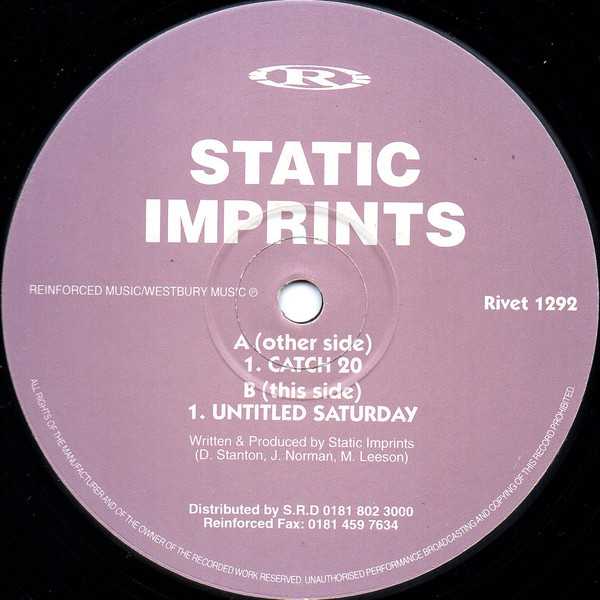 R
STATIC
IMPRINTS
REINFORCED MUSIC/WESTBURY MUSIC ℗
Rivet 1292
A (other side)
1. CATCH 20
B (this side)
1. UNTITLED SATURDAY
Written & Produced by Static Imprints
(D. Stanton, J. Norman, M. Leeson)
Distributed by S.R.D 0181 802 3000
Reinforced Fax: 0181 459 7634
ALL RIGHTS OF THE MANUFACTURER AND OF THE OWNER OF THE RECORDED WORK RESERVED. UNAUTHORISED PERFORMANCE BROADCASTING AND COPYING OF THIS RECORD PROHIBITED.